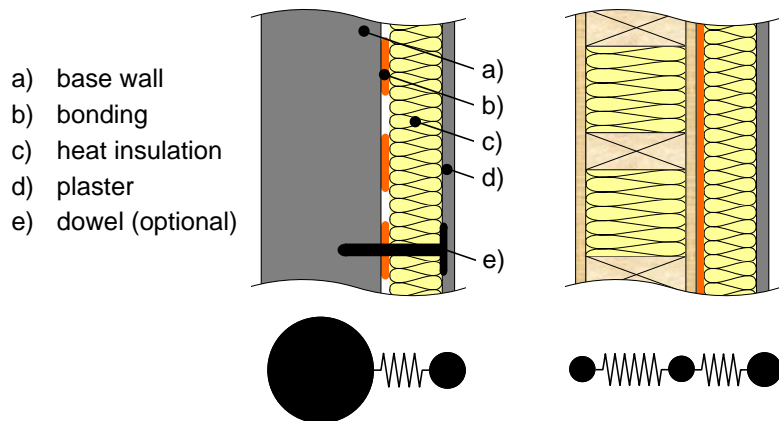 a) base wall
b) bonding
c) heat insulation
d) plaster
e) dowel (optional)
a)
b)
c)
d)
e)